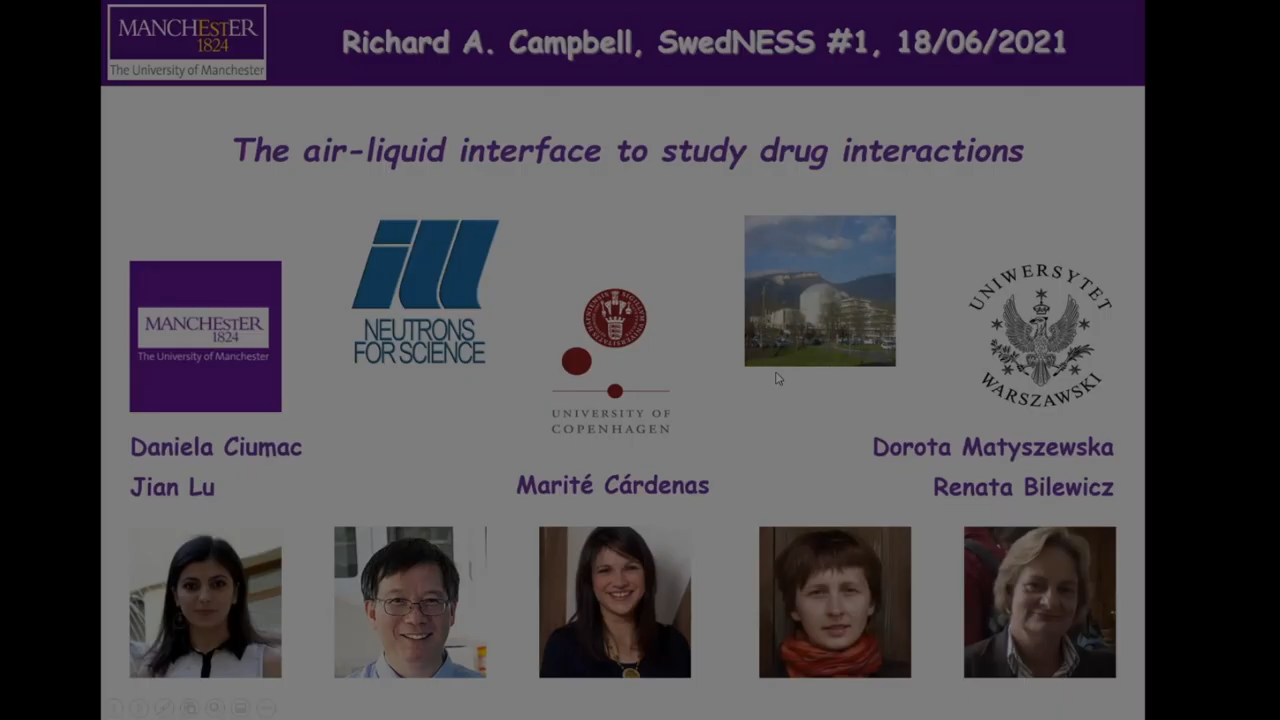 MANCHESTER
1824
The University of Manchester
Richard A. Campbell, SwedNESS #1, 18/06/2021
The air-liquid interface to study drug interactions
MANCHESTER
1824
The University of Manchester
ill
NEUTRONS
FOR SCIENCE
UNIVERSITY OF
COPENHAGEN
UNIWERSYTET
WARSZAWSKI
Daniela Ciumac
Jian Lu
Marité Cárdenas
Dorota Matyszewska
Renata Bilewicz